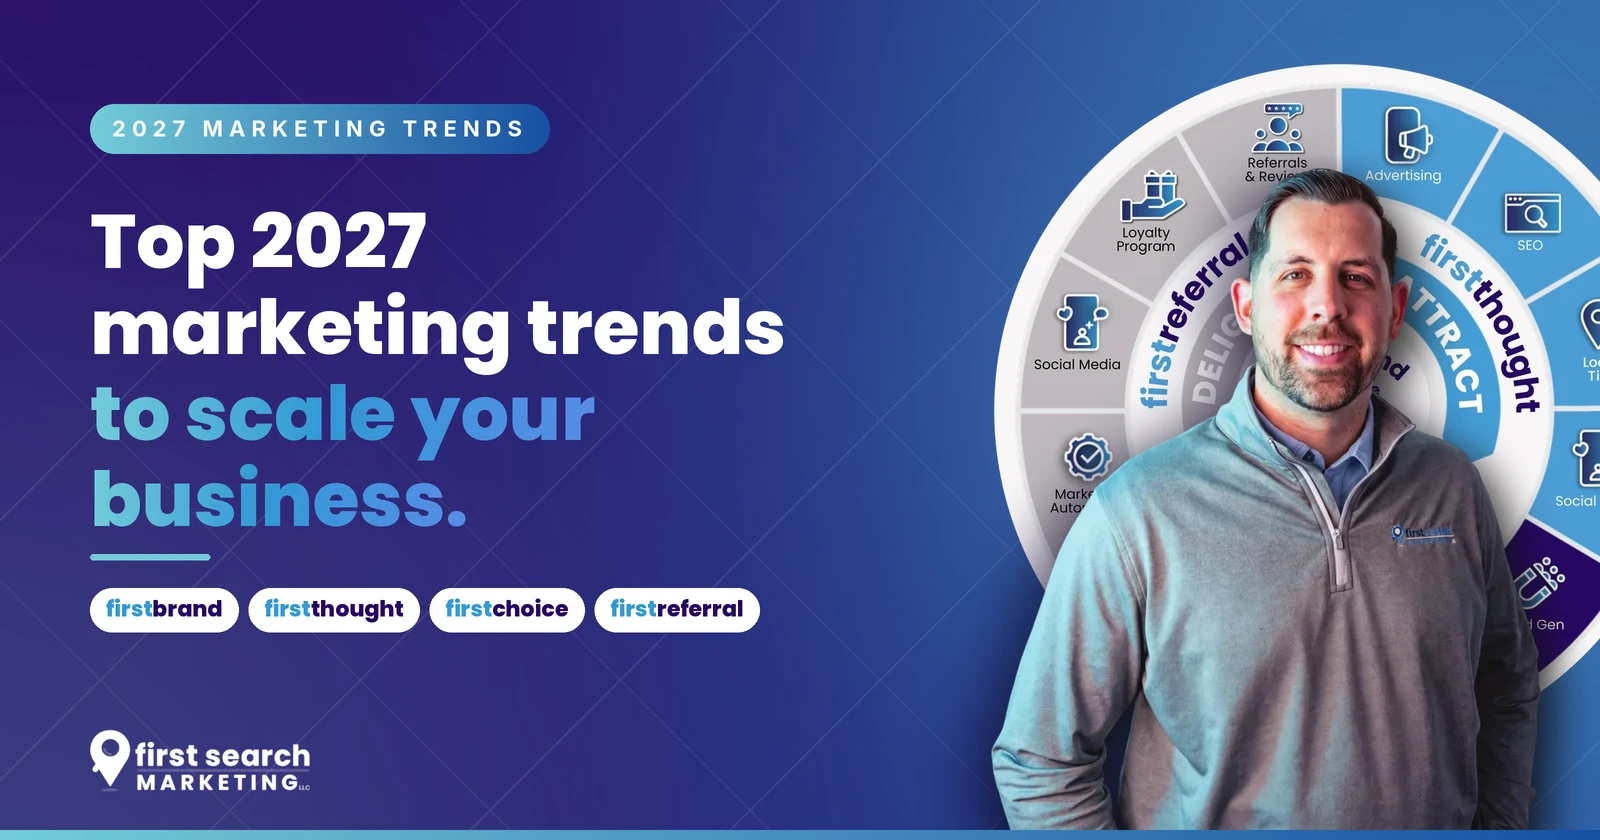 2027 MARKETING TRENDS
Top 2027
marketing trends
to scale your
business.
firstbrand
firstthought
firstchoice
firstreferral
first search
MARKETING LLC
Referrals
&
Advertising
Loyalty
Program
SEO
Social Media
firstreferral
firstthought
ATTRACT
Social
Gen